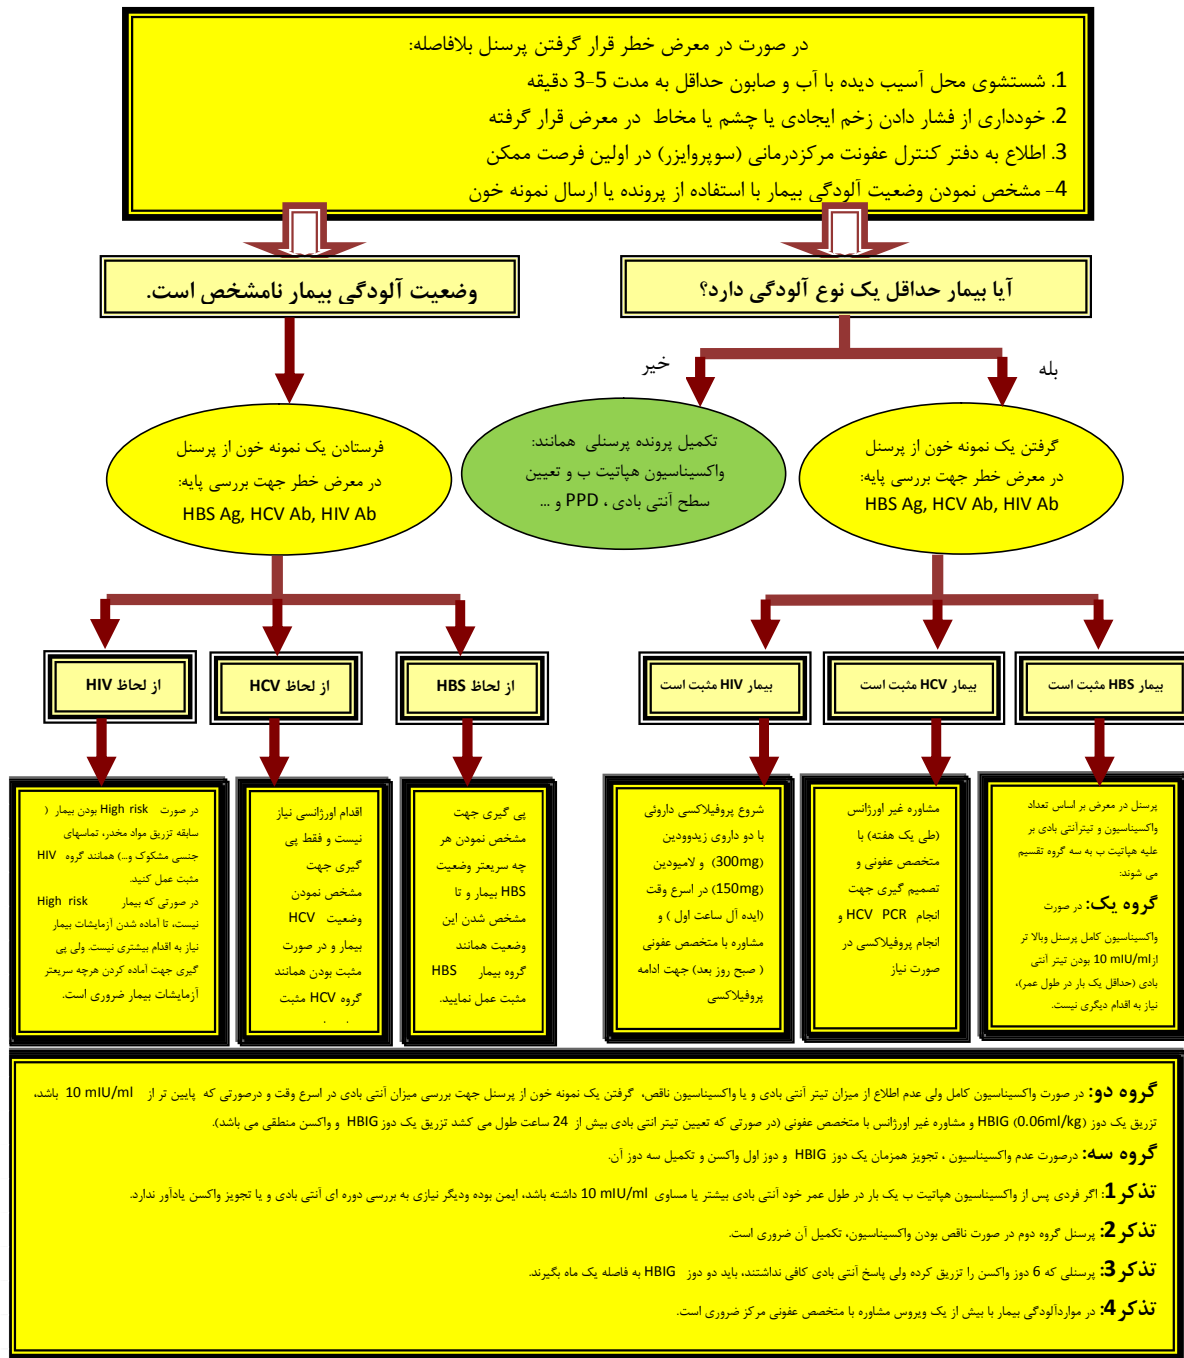 در صورت در معرض خطر قرار گرفتن پرسنل بلافاصله:
1. شستشوی محل آسیب دیده با آب و صابون حداقل به مدت 5-3 دقیقه
2. خودداری از فشار دادن زخم ایجادی یا چشم یا مخاط در معرض قرار گرفته
3. اطلاع به دفتر کنترل عفونت مرکزدرمانی (سوپروایزر) در اولین فرصت ممکن
4- مشخص نمودن وضعیت آلودگی بیمار با استفاده از پرونده یا ارسال نمونه خون
آیا بیمار حداقل یک نوع آلودگی دارد؟
وضعیت آلودگی بیمار نامشخص است.
بله
خیر
گرفتن یک نمونه خون از پرسنل
در معرض خطر جهت بررسی پایه:
HBS Ag, HCV Ab, HIV Ab
تکمیل پرونده پرسنلی همانند:
واکسیناسیون هپاتیت ب و تعیین
سطح آنتی بادی ، PPD و ...
فرستادن یک نمونه خون از پرسنل
در معرض خطر جهت بررسی پایه:
HBS Ag, HCV Ab, HIV Ab
بیمار HBS مثبت است
بیمار HCV مثبت است
بیمار HIV مثبت است
از لحاظ HBS
از لحاظ HCV
از لحاظ HIV
پرسنل در معرض بر اساس تعداد
واکسیناسیون و تیترآنتی بادی بر
علیه هپاتیت ب به سه گروه تقسیم
می شوند:
گروه یک: در صورت
واکسیناسیون کامل پرسنل وبالا تر
از10 mIU/ml بودن تیتر آنتی
بادی (حداقل یک بار در طول عمر)،
نیاز به اقدام دیگری نیست.
مشاوره غیر اورژانس
(طی یک هفته) با
متخصص عفونی و
تصمیم گیری جهت
انجام HCV PCR و
انجام پروفیلاکسی در
صورت نیاز
شروع پروفیلاکسی داروئی
با دو داروی زیدوودین
(300mg) و لامیودین
(150mg) در اسرع وقت
(ایده آل ساعت اول ) و
مشاوره با متخصص عفونی
( صبح روز بعد) جهت ادامه
پروفیلاکسی
پی گیری جهت
مشخص نمودن هر
چه سریعتر وضعیت
HBS بیمار و تا
مشخص شدن این
وضعیت همانند
گروه بیمار HBS
مثبت عمل نمایید.
اقدام اورژانسی نیاز
نیست و فقط پی
گیری جهت
مشخص نمودن
وضعیت HCV
بیمار و در صورت
مثبت بودن همانند
گروه HCV مثبت
در صورت High risk بودن بیمار (
سابقه تزریق مواد مخدر، تماسهای
جنسی مشکوک و...) همانند گروه HIV
مثبت عمل کنید.
در صورتی که بیمار High risk
نیست، تا آماده شدن آزمایشات بیمار
نیاز به اقدام بیشتری نیست. ولی پی
گیری جهت آماده کردن هرچه سریعتر
آزمایشات بیمار ضروری است.
گروه دو: در صورت واکسیناسیون کامل ولی عدم اطلاع از میزان تیتر آنتی بادی و یا واکسیناسیون ناقص، گرفتن یک نمونه خون از پرسنل جهت بررسی میزان آنتی بادی در اسرع وقت و درصورتی که پایین تر از 10 mIU/ml باشد،
تزریق یک دوز HBIG (0.06ml/kg) و مشاوره غیر اورژانس با متخصص عفونی (در صورتی که تعیین تیتر انتی بادی بیش از 24 ساعت طول می کشد تزریق یک دوز HBIG و واکسن منطقی می باشد).
گروه سه: درصورت عدم واکسیناسیون ، تجویز همزمان یک دوز HBIG و دوز اول واکسن و تکمیل سه دوز آن.
تذکر1: اگر فردی پس از واکسیناسیون هپاتیت ب یک بار در طول عمر خود آنتی بادی بیشتر یا مساوی 10 mIU/ml داشته باشد، ایمن بوده ودیگر نیازی به بررسی دوره ای آنتی بادی و یا تجویز واکسن یادآور ندارد.
تذکر2: پرسنل گروه دوم در صورت ناقص بودن واکسیناسیون، تکمیل آن ضروری است.
تذکر3: پرسنلی که 6 دوز واکسن را تزریق کرده ولی پاسخ آنتی بادی کافی نداشتند، باید دو دوز HBIG به فاصله یک ماه بگیرند.
تذکر4: در مواردآلودگی بیمار با بیش از یک ویروس مشاوره با متخصص عفونی مرکز ضروری است.